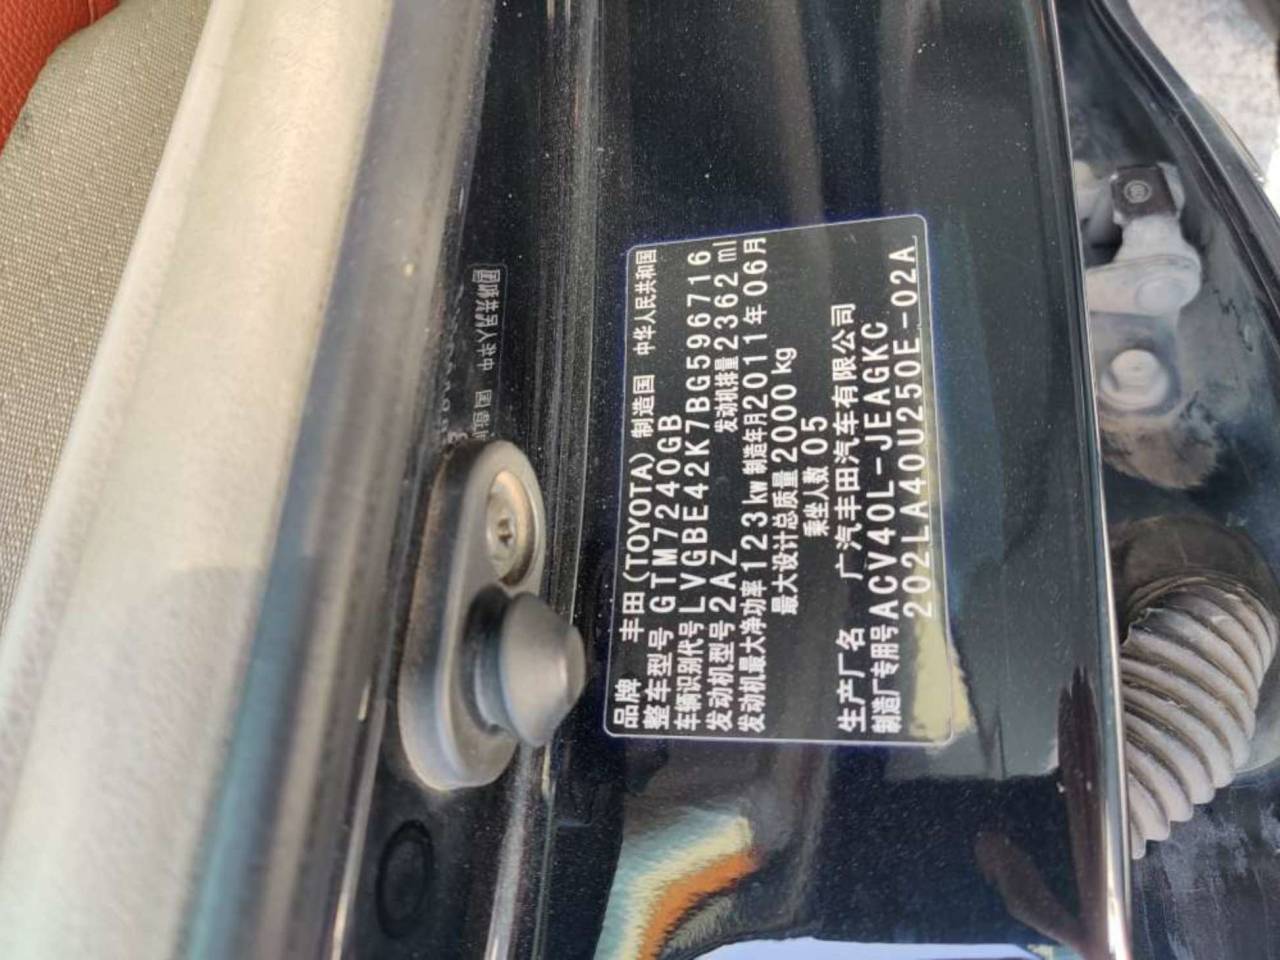 品牌 丰田(TOYOTA) 制造国 中华人民共和国
整车型号 GTM7240GB
车辆识别代号 LVGBE42K7BG596716
发动机型号 2AZ 发动机排量 2362 ml
发动机最大净功率 123kw 制造年月 2011年06月
最大设计总质量 2000 kg
乘坐人数 05
生产厂名 广汽丰田汽车有限公司
制造厂专用号 ACV40L-JEAGKC
202LA40U250E-02A